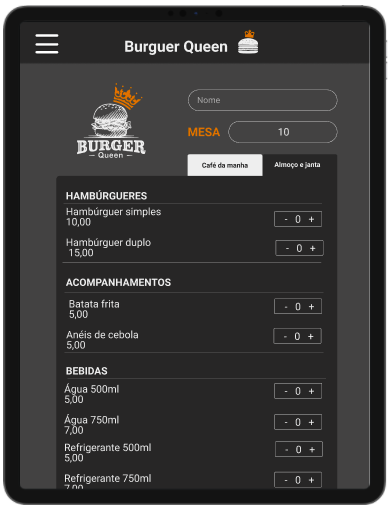 Burguer Queen
Nome
BURGER
Queen
MESA 10
Café da manha Almoço e janta
HAMBÚRGUERES
Hambúrguer simples
10,00
- 0 +
Hambúrguer duplo
15,00
- 0 +
ACOMPANHAMENTOS
Batata frita
5,00
- 0 +
Anéis de cebola
5,00
- 0 +
BEBIDAS
Água 500ml
5,00
- 0 +
Água 750ml
7,00
- 0 +
Refrigerante 500ml
5,00
- 0 +
Refrigerante 750ml
7,00
- 0 +